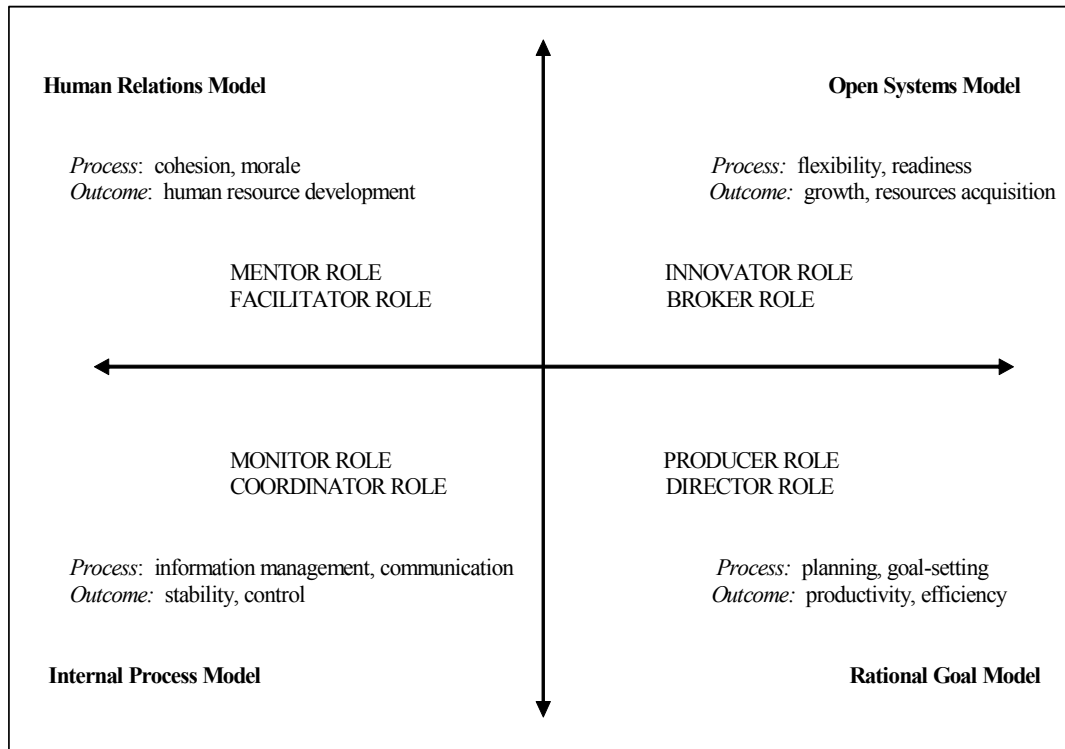 Human Relations Model
Process: cohesion, morale
Outcome: human resource development
MENTOR ROLE
FACILITATOR ROLE
Open Systems Model
Process: flexibility, readiness
Outcome: growth, resources acquisition
INNOVATOR ROLE
BROKER ROLE
MONITOR ROLE
COORDINATOR ROLE
Process: information management, communication
Outcome: stability, control
Internal Process Model
PRODUCER ROLE
DIRECTOR ROLE
Process: planning, goal-setting
Outcome: productivity, efficiency
Rational Goal Model